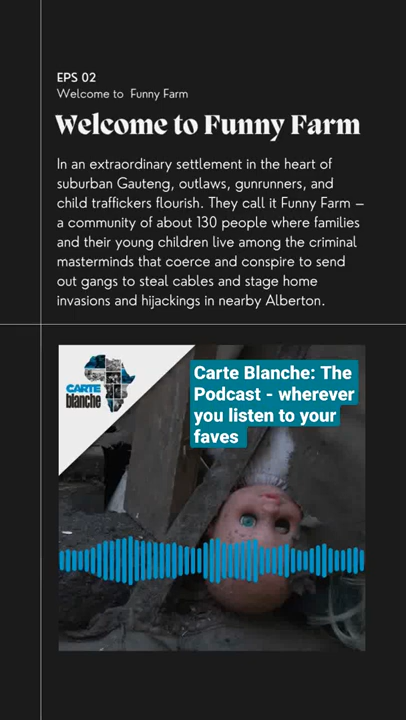 EPS 02
Welcome to Funny Farm
Welcome to Funny Farm
In an extraordinary settlement in the heart of
suburban Gauteng, outlaws, gunrunners, and
child traffickers flourish. They call it Funny Farm –
a community of about 130 people where families
and their young children live among the criminal
masterminds that coerce and conspire to send
out gangs to steal cables and stage home
invasions and hijackings in nearby Alberton.
CARTE
blanche
Carte Blanche: The
Podcast - wherever
you listen to your
faves